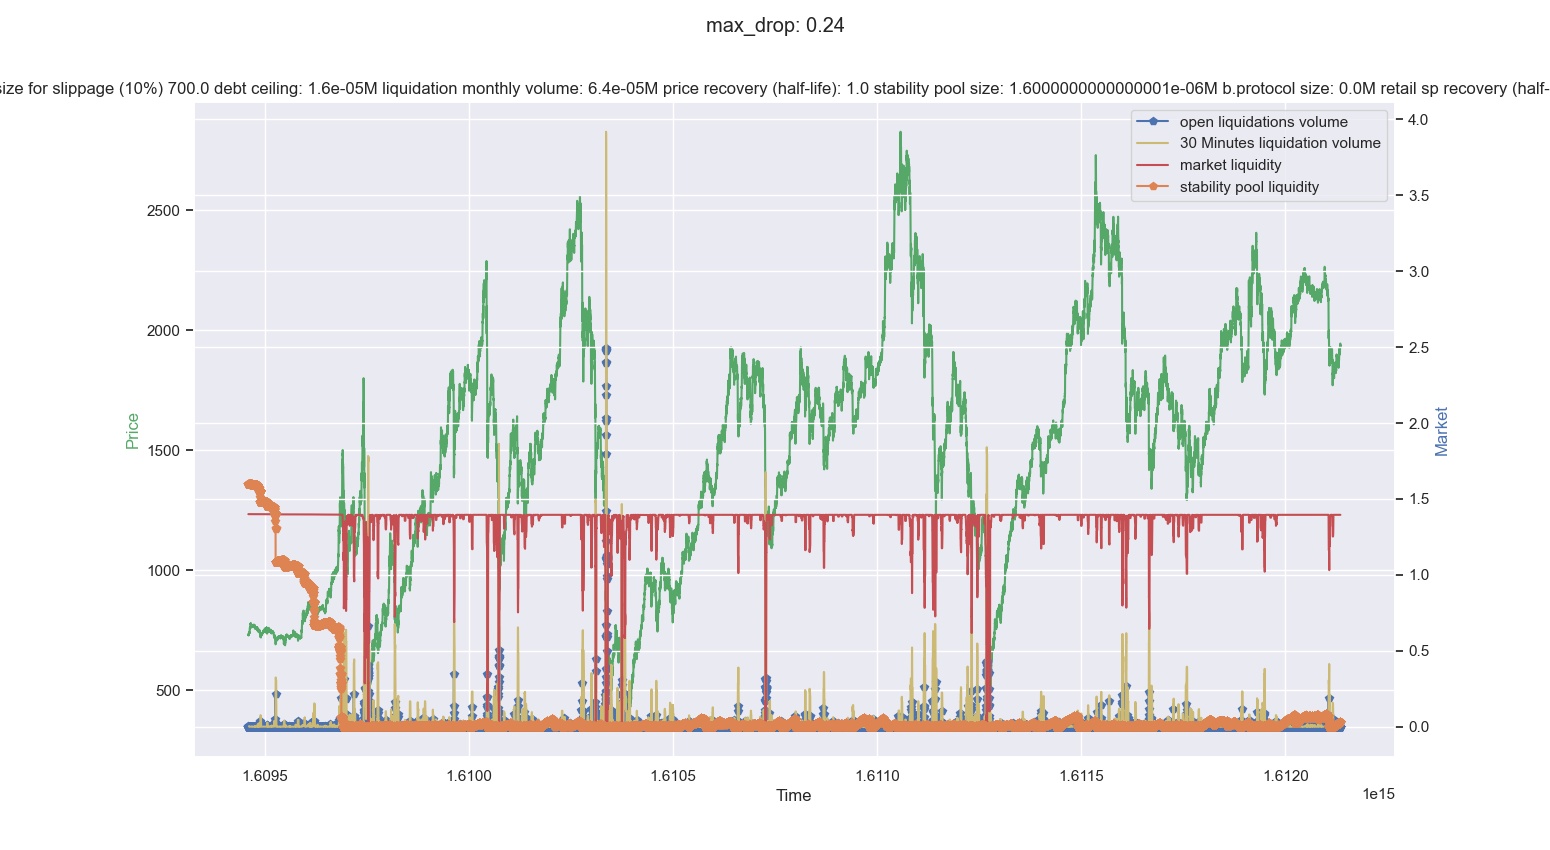 max_drop: 0.24
size for slippage (10%) 700.0 debt ceiling: 1.6e-05M liquidation monthly volume: 6.4e-05M price recovery (half-life): 1.0 stability pool size: 1.6000000000000001e-06M b.protocol size: 0.0M retail sp recovery (half-
open liquidations volume
30 Minutes liquidation volume
market liquidity
stability pool liquidity
Price
2500
2000
1500
1000
500
Market
4.0
3.5
3.0
2.5
2.0
1.5
1.0
0.5
0.0
1.6095 1.6100 1.6105 1.6110 1.6115 1.6120
1e15
Time